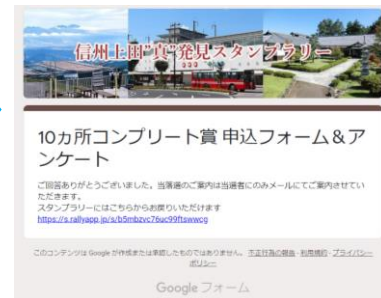 信州上田"真"発見スタンプラリー
10ヵ所コンプリート賞 申込フォーム&ア
ンケート
ご回答ありがとうございました。当落選のご案内は当選者にのみメールにてご案内させてい
ただきます。
スタンプラリーにはこちらからお戻りいただけます
https://s.rallyapp.jp/s/b5mbzvc76uc99ftswwcg
このコンテンツは Google が作成または承認したものではありません。 不正行為の報告 - 利用規約 - プライバシー
ポリシー
Google フォーム